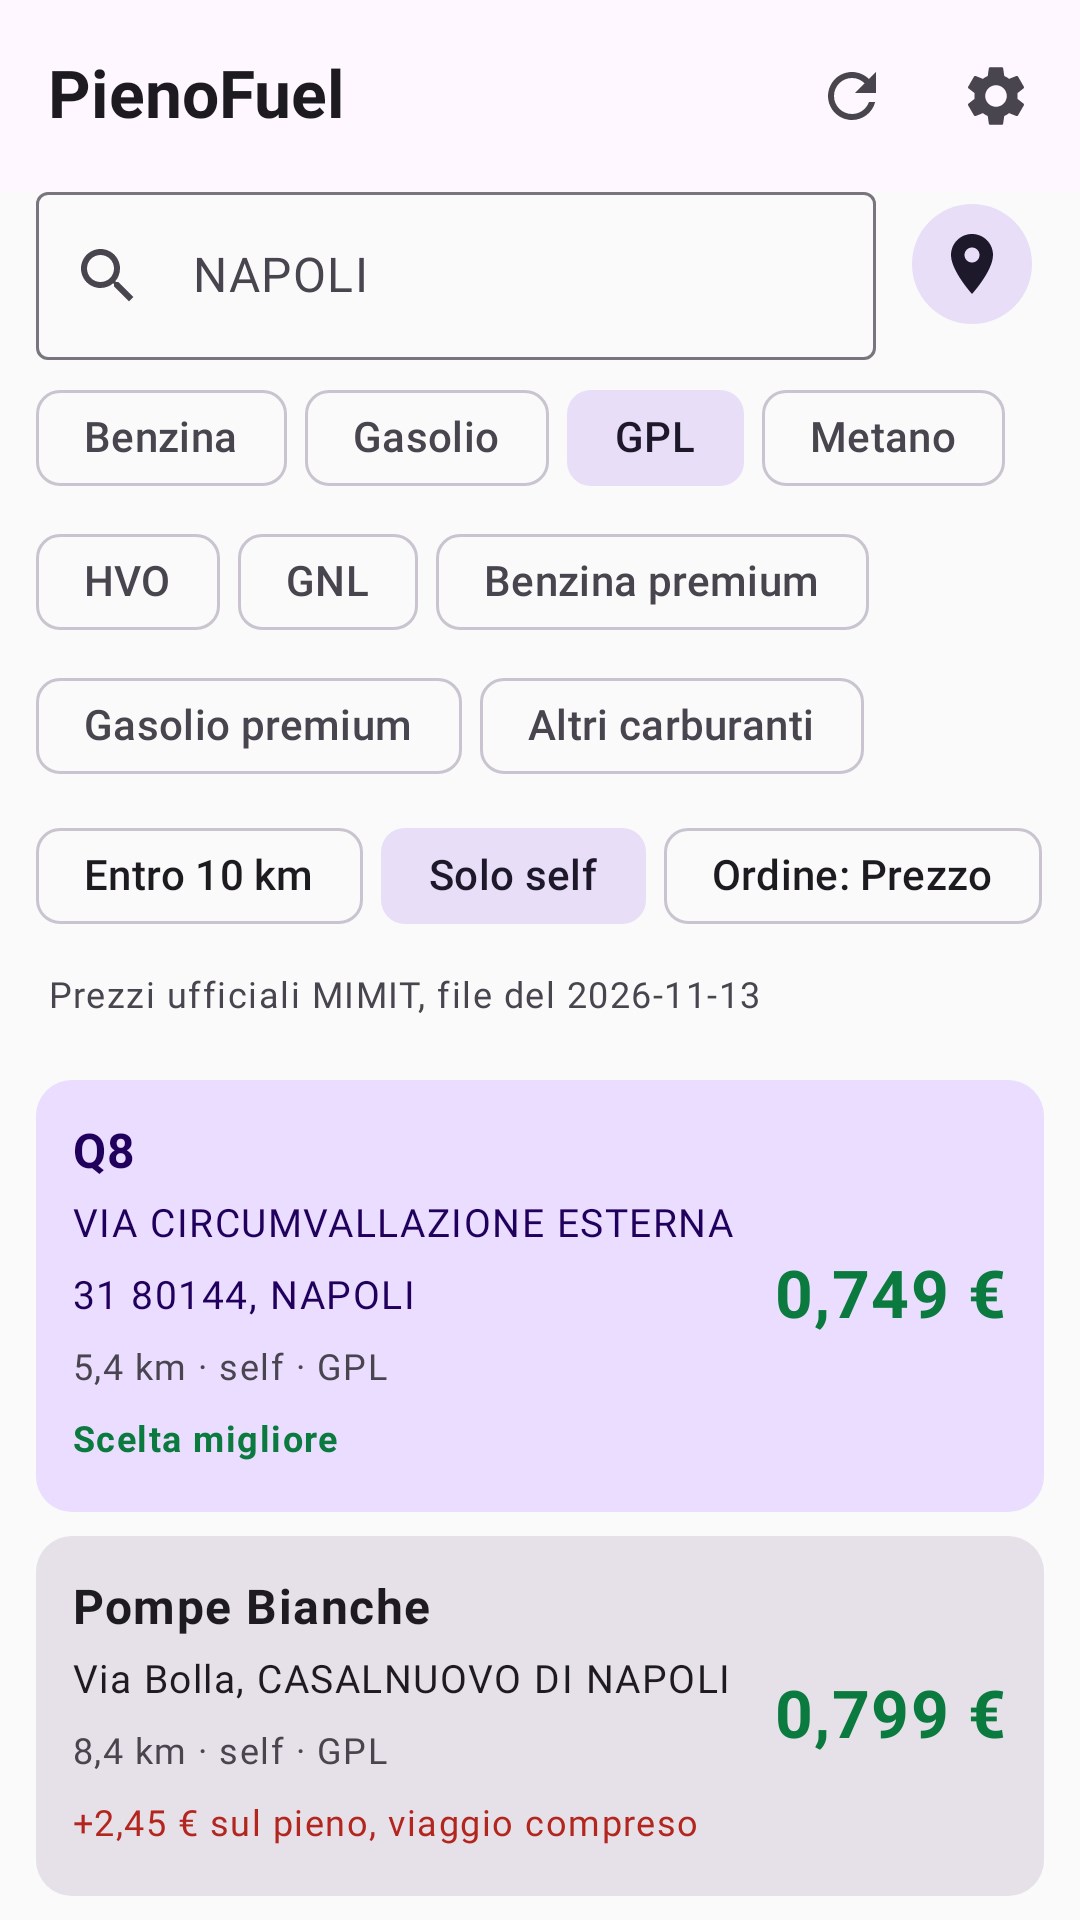 PienoFuel
NAPOLI
Benzina
Gasolio
GPL
Metano
HVO
GNL
Benzina premium
Gasolio premium
Altri carburanti
Entro 10 km
Solo self
Ordine: Prezzo
Prezzi ufficiali MIMIT, file del 2026-11-13
Q8
VIA CIRCUMVALLAZIONE ESTERNA
31 80144, NAPOLI
5,4 km · self · GPL
Scelta migliore
0,749 €
Pompe Bianche
Via Bolla, CASALNUOVO DI NAPOLI
8,4 km · self · GPL
+2,45 € sul pieno, viaggio compreso
0,799 €